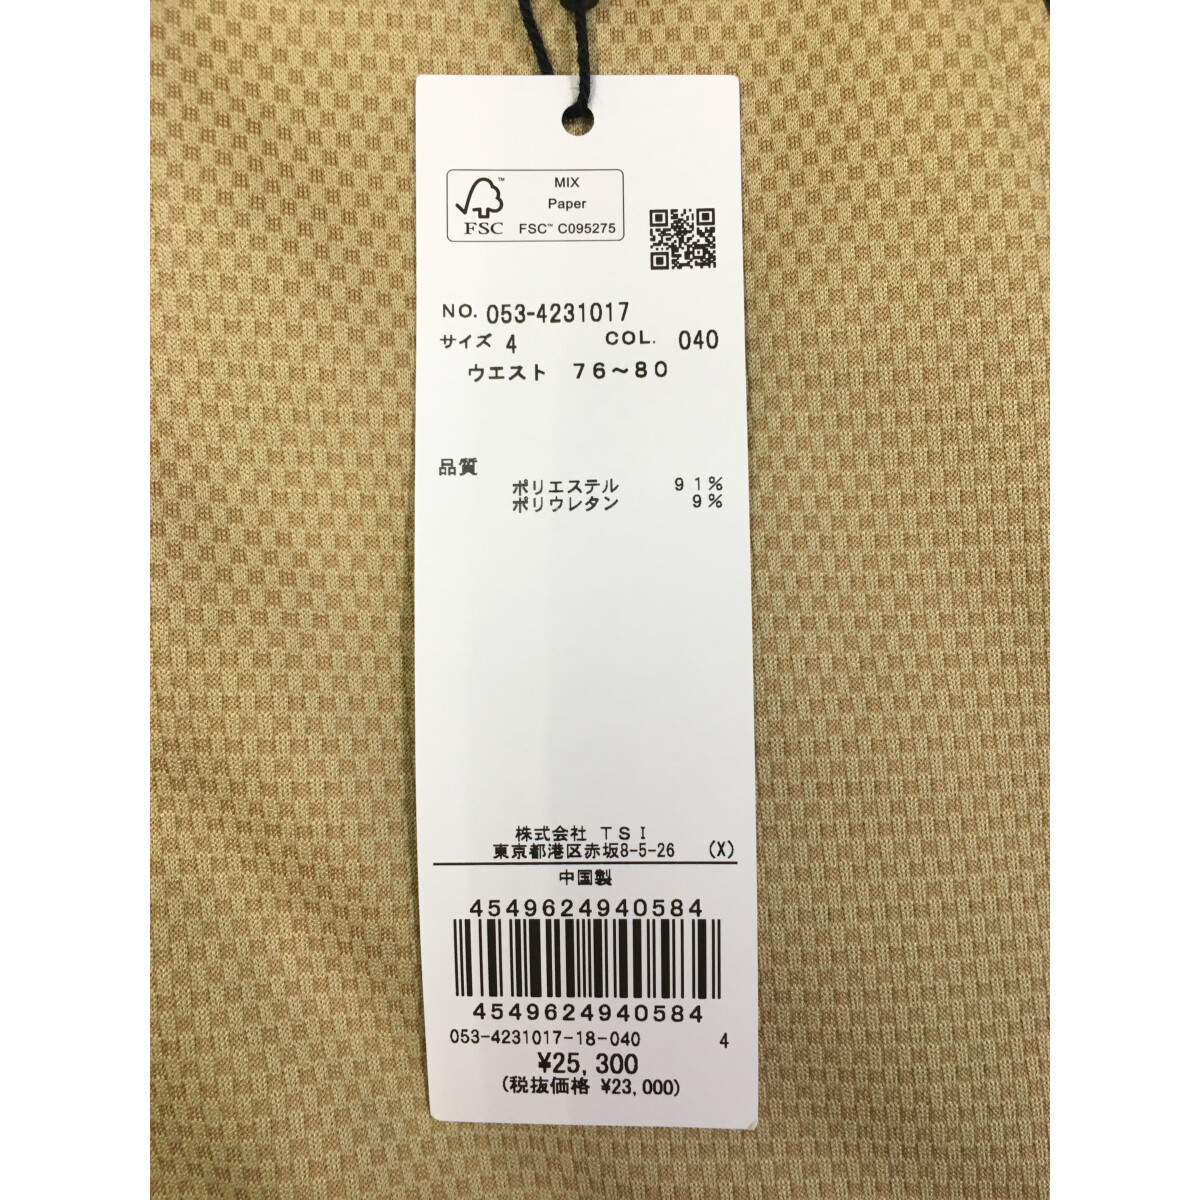 MIX
Paper
FSC™ C095275
FSC
NO. 053-4231017
サイズ 4 COL. 040
ウエスト 76~80
品質
ポリエステル 91%
ポリウレタン 9%
株式会社 TSI
東京都港区赤坂8-5-26 (X)
中国製
4549624940584
4549624940584
053-4231017-18-040 4
¥25,300
(税抜価格 ¥23,000)